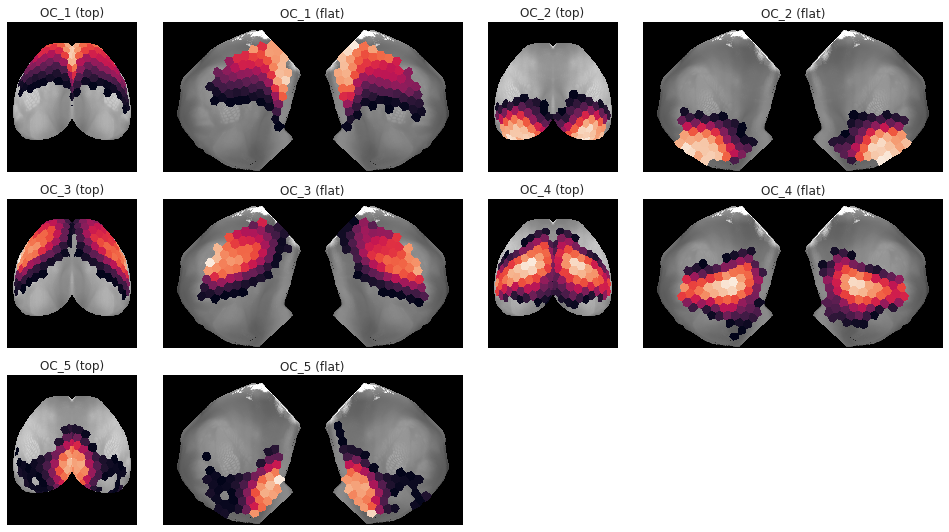 OC_1 (top)
OC_1 (flat)
OC_2 (top)
OC_2 (flat)
OC_3 (top)
OC_3 (flat)
OC_4 (top)
OC_4 (flat)
OC_5 (top)
OC_5 (flat)